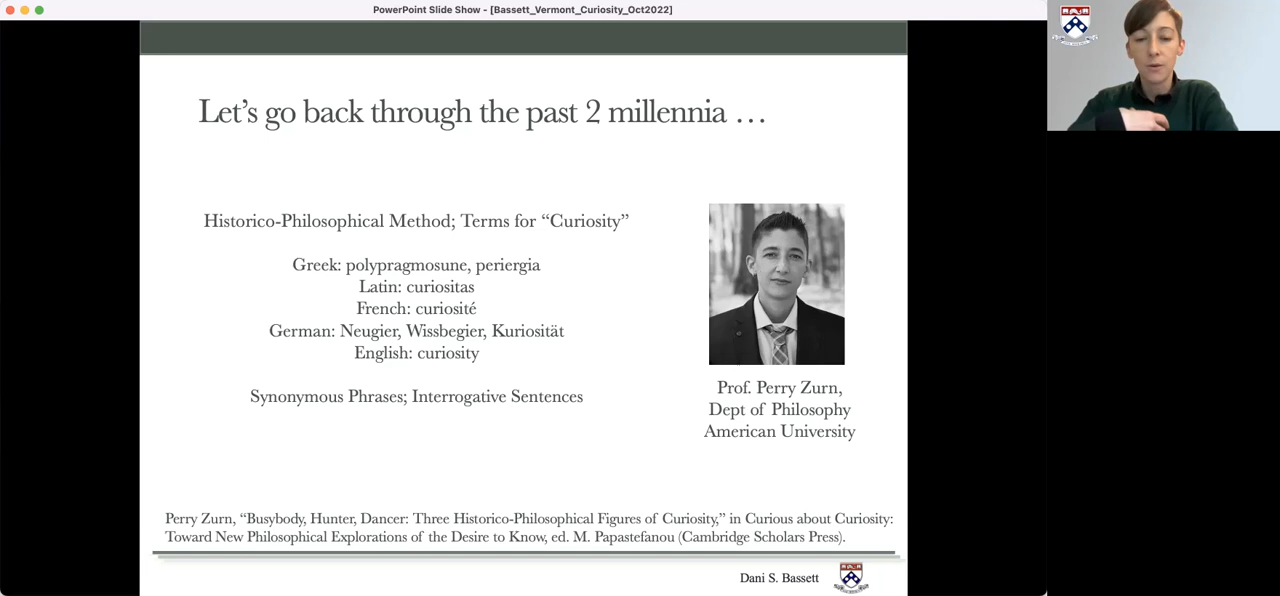 PowerPoint Slide Show - [Bassett_Vermont_Curiosity_Oct2022]
Let’s go back through the past 2 millennia …
Historico-Philosophical Method; Terms for “Curiosity”
Greek: polypragmosune, periergia
Latin: curiositas
French: curiosité
German: Neugier, Wissbegier, Kuriosität
English: curiosity
Synonymous Phrases; Interrogative Sentences
Prof. Perry Zurn,
Dept of Philosophy
American University
Perry Zurn, “Busybody, Hunter, Dancer: Three Historico-Philosophical Figures of Curiosity,” in Curious about Curiosity:
Toward New Philosophical Explorations of the Desire to Know, ed. M. Papastefanou (Cambridge Scholars Press).
Dani S. Bassett